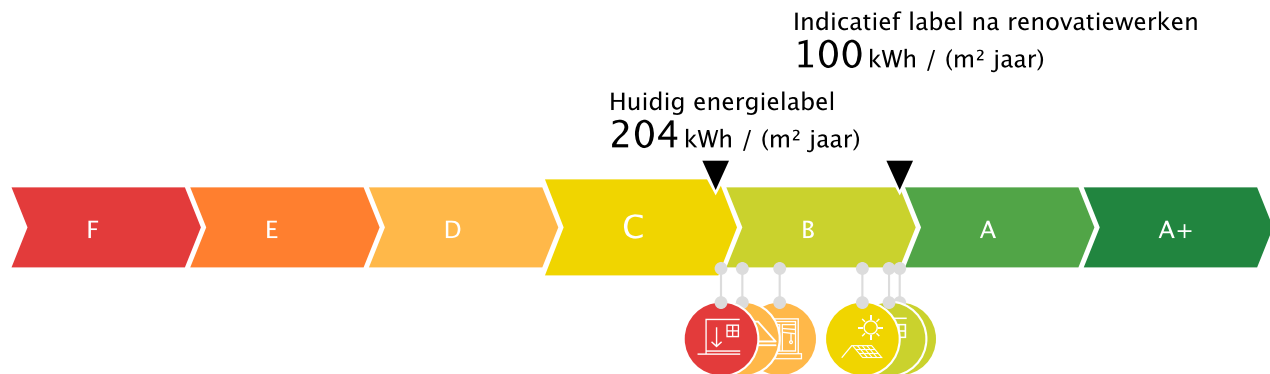 Indicatief label na renovatiewerken
100 kWh / (m² jaar)
Huidig energielabel
204 kWh / (m² jaar)
F E D C B A A+